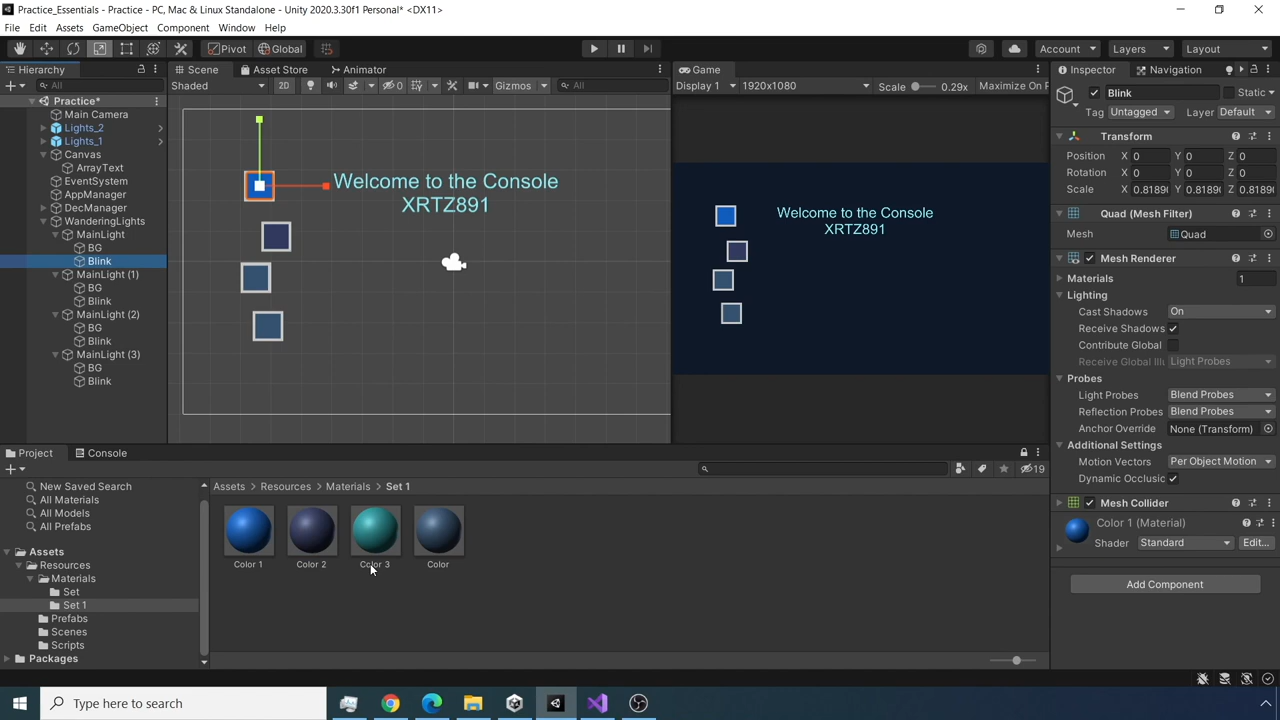 Practice_Essentials - Practice - PC, Mac & Linux Standalone - Unity 2020.3.30f1 Personal* <DX11>
File Edit Assets GameObject Component Window Help
Pivot Global Account Layers Layout
Hierarchy
All
Practice*
Main Camera
Lights_2
Lights_1
Canvas
ArrayText
EventSystem
AppManager
DecManager
WanderingLights
MainLight
BG
Blink
MainLight (1)
BG
Blink
MainLight (2)
BG
Blink
MainLight (3)
BG
Blink
Scene Asset Store Animator
Shaded 2D 0 Gizmos All
Welcome to the Console
XRTZ891
Game
Display 1 1920x1080 Scale 0.29x Maximize On P
Welcome to the Console
XRTZ891
Inspector Navigation
Blink Static
Tag Untagged Layer Default
Transform
Position X 0 Y 0 Z 0
Rotation X 0 Y 0 Z 0
Scale X 0.8189 Y 0.8189 Z 0.8189
Quad (Mesh Filter)
Mesh Quad
Mesh Renderer
Materials 1
Lighting
Cast Shadows On
Receive Shadows
Contribute Global
Receive Global Illu Light Probes
Probes
Light Probes Blend Probes
Reflection Probes Blend Probes
Anchor Override None (Transform)
Additional Settings
Motion Vectors Per Object Motion
Dynamic Occlusic
Mesh Collider
Color 1 (Material)
Shader Standard Edit...
Add Component
Project Console
19
New Saved Search
All Materials
All Models
All Prefabs
Assets
Resources
Materials
Set
Set 1
Prefabs
Scenes
Scripts
Packages
Assets > Resources > Materials > Set 1
Color 1 Color 2 Color 3 Color
Type here to search